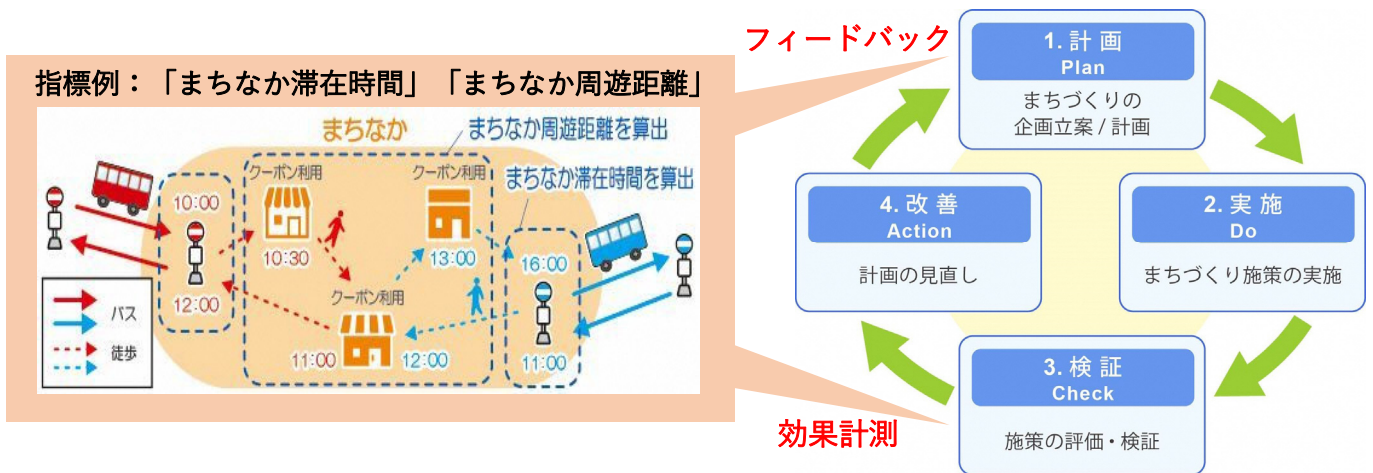 フィードバック
指標例：「まちなか滞在時間」「まちなか周遊距離」
まちなか
まちなか周遊距離を算出
クーポン利用
クーポン利用
まちなか滞在時間を算出
10:00
10:30
13:00
16:00
クーポン利用
12:00
11:00
12:00
11:00
バス
徒歩
1. 計 画
Plan
まちづくりの
企画立案 / 計画
2. 実 施
Do
まちづくり施策の実施
3. 検 証
Check
施策の評価・検証
4. 改 善
Action
計画の見直し
効果計測